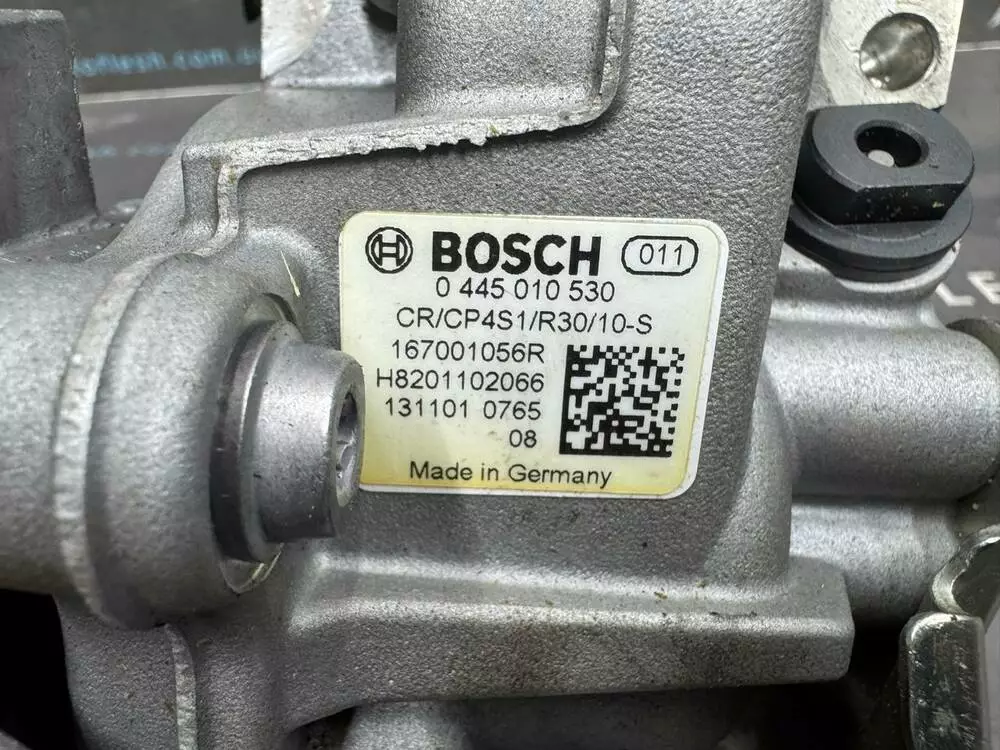 BOSCH 011
0 445 010 530
CR/CP4S1/R30/10-S
167001056R
H8201102066
131101 0765
08
Made in Germany